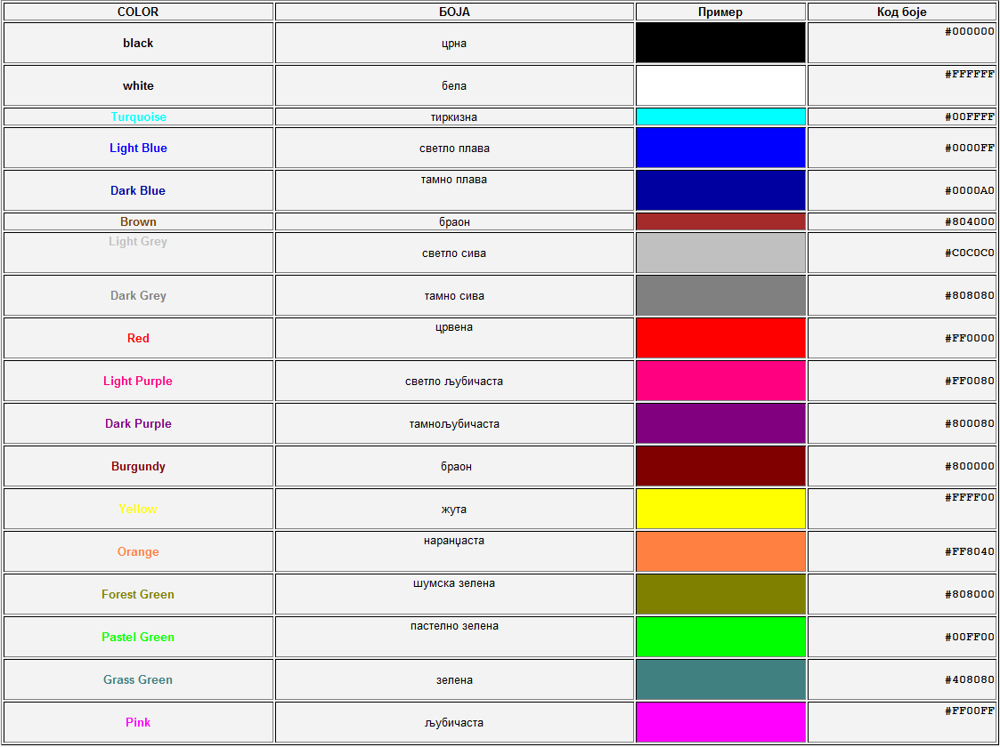 COLOR БОЈА Пример Код боје
black црна #000000
white бела #FFFFFF
Turquoise тиркизна #00FFFF
Light Blue светло плава #0000FF
Dark Blue тамно плава #0000A0
Brown браон #804000
Light Grey светло сива #C0C0C0
Dark Grey тамно сива #808080
Red црвена #FF0000
Light Purple светло љубичаста #FF0080
Dark Purple тамнољубичаста #800080
Burgundy браон #800000
Yellow жута #FFFF00
Orange наранџаста #FF8040
Forest Green шумска зелена #808000
Pastel Green пастелно зелена #00FF00
Grass Green зелена #408080
Pink љубичаста #FF00FF